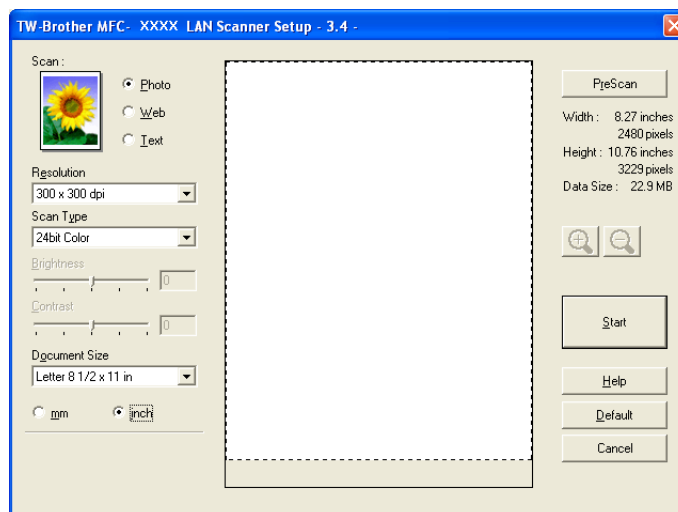 TW-Brother MFC- XXXX LAN Scanner Setup - 3.4 -
Scan :
Photo
Web
Text
Resolution
300 x 300 dpi
Scan Type
24bit Color
Brightness
0
Contrast
0
Document Size
Letter 8 1/2 x 11 in
mm
inch
PreScan
Width : 8.27 inches
2480 pixels
Height : 10.76 inches
3229 pixels
Data Size : 22.9 MB
Start
Help
Default
Cancel